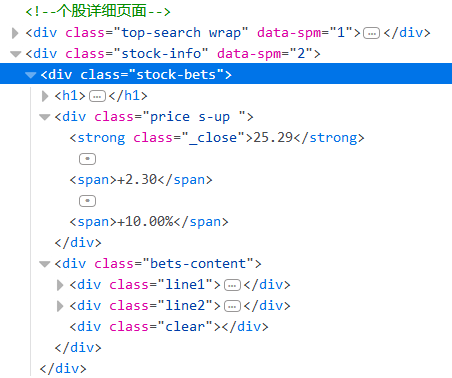 <!--个股详细页面-->
<div class="top-search wrap" data-spm="1"></div>
<div class="stock-info" data-spm="2">
<div class="stock-bets">
<h1></h1>
<div class="price s-up ">
<strong class="_close">25.29</strong>
<span>+2.30</span>
<span>+10.00%</span>
</div>
<div class="bets-content">
<div class="line1"></div>
<div class="line2"></div>
<div class="clear"></div>
</div>
</div>